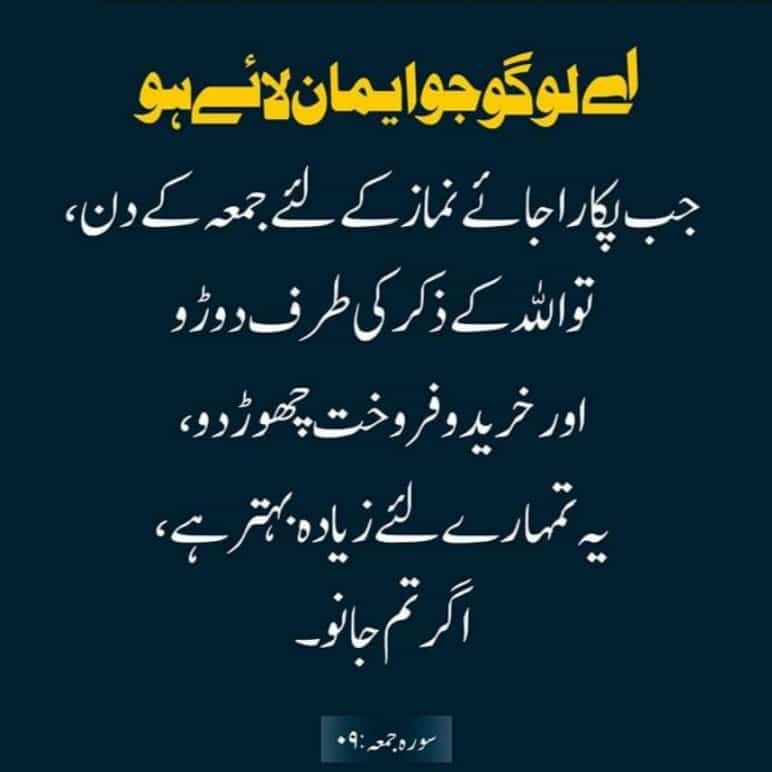 اے لوگو جو ایمان لائے ہو
جب پکارا جائے نماز کے لئے جمعہ کے دن،
تو اللہ کے ذکر کی طرف دوڑو
اور خرید و فروخت چھوڑ دو،
یہ تمہارے لئے زیادہ بہتر ہے،
اگر تم جانو۔
سورہ جمعہ:۰۹